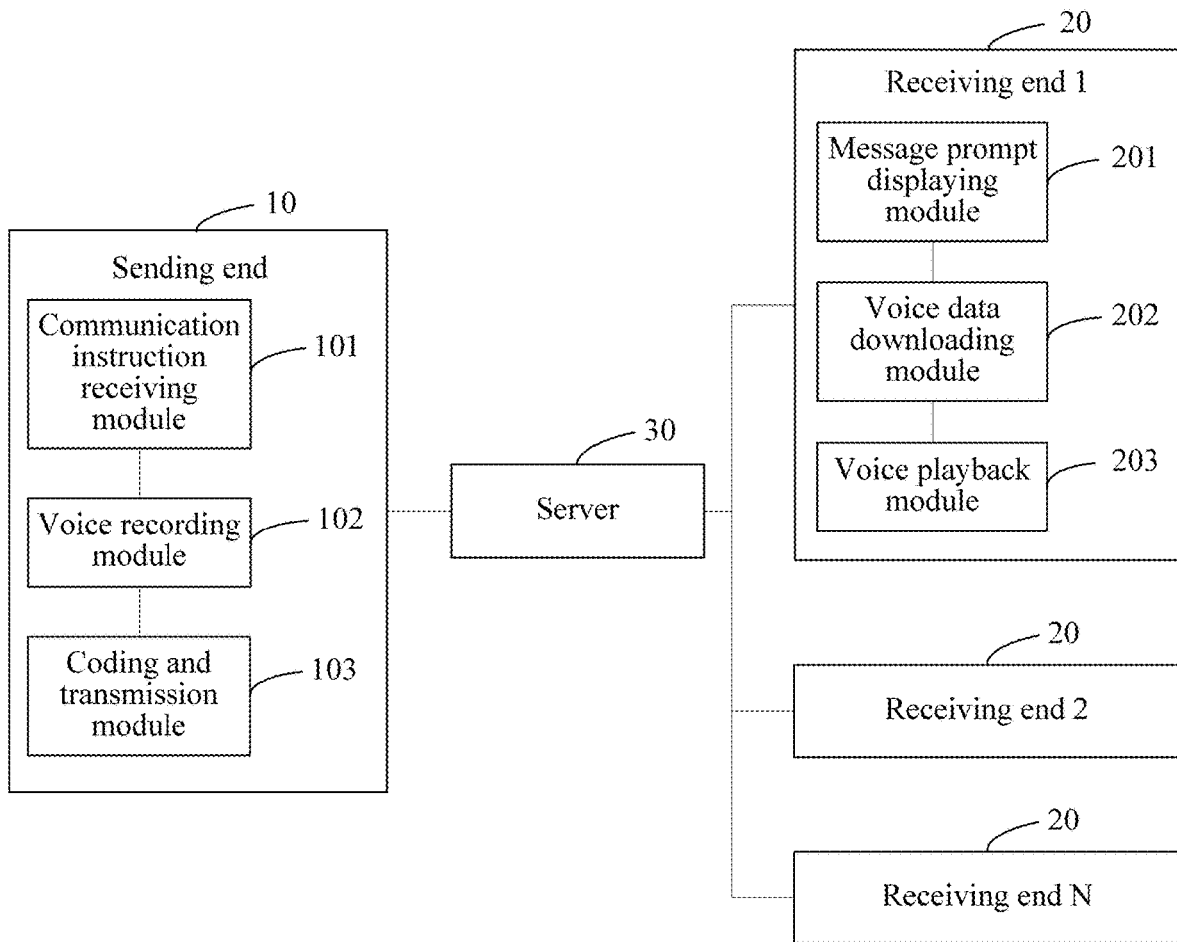 10
Sending end
Communication
instruction
receiving
module
101
Voice recording
module
102
Coding and
transmission
module
103
30
Server
20
Receiving end 1
Message prompt
displaying
module
201
Voice data
downloading
module
202
Voice playback
module
203
20
Receiving end 2
20
Receiving end N